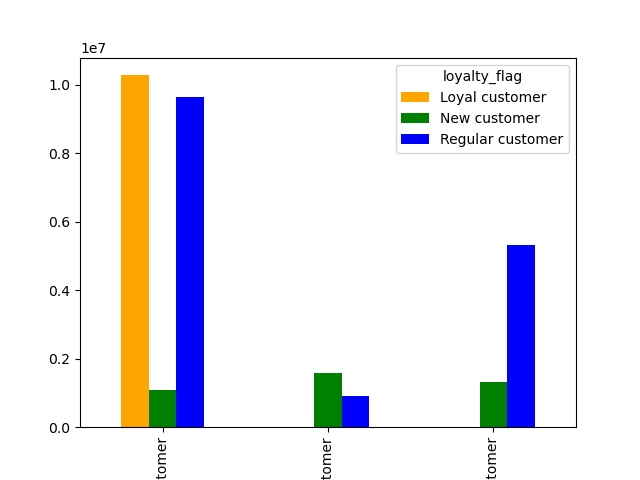 1e7
1.0
0.8
0.6
0.4
0.2
0.0
loyalty_flag
Loyal customer
New customer
Regular customer
tomer
tomer
tomer